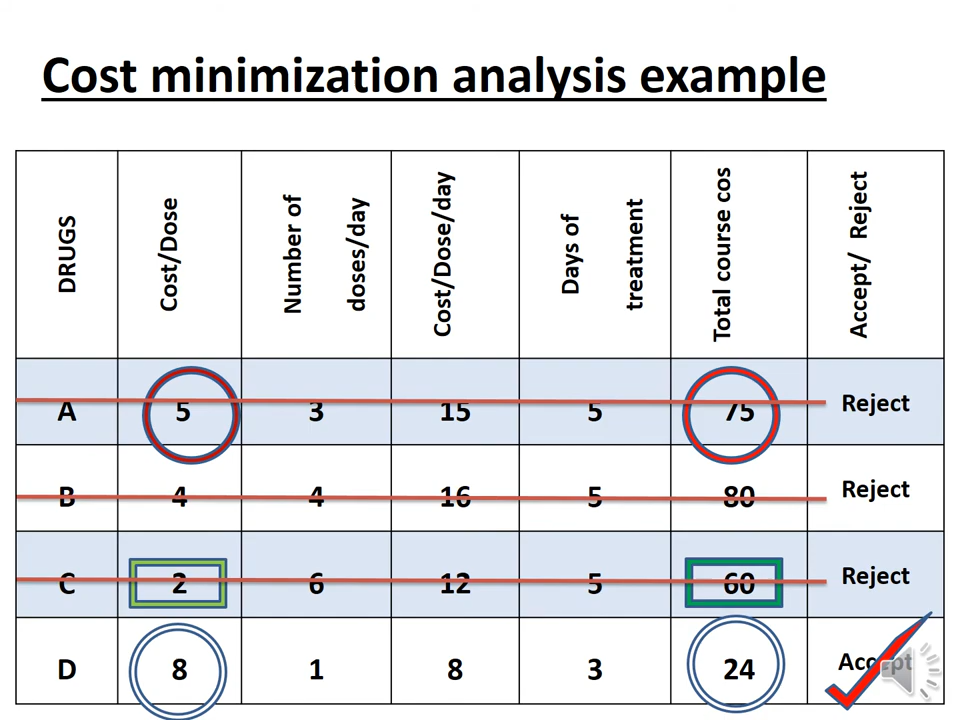 Cost minimization analysis example
DRUGS
Cost/Dose
Number of
doses/day
Cost/Dose/day
Days of
treatment
Total course cos
Accept/ Reject
A 5 3 15 5 75 Reject
B 4 4 16 5 80 Reject
C 2 6 12 5 60 Reject
D 8 1 8 3 24 Accept